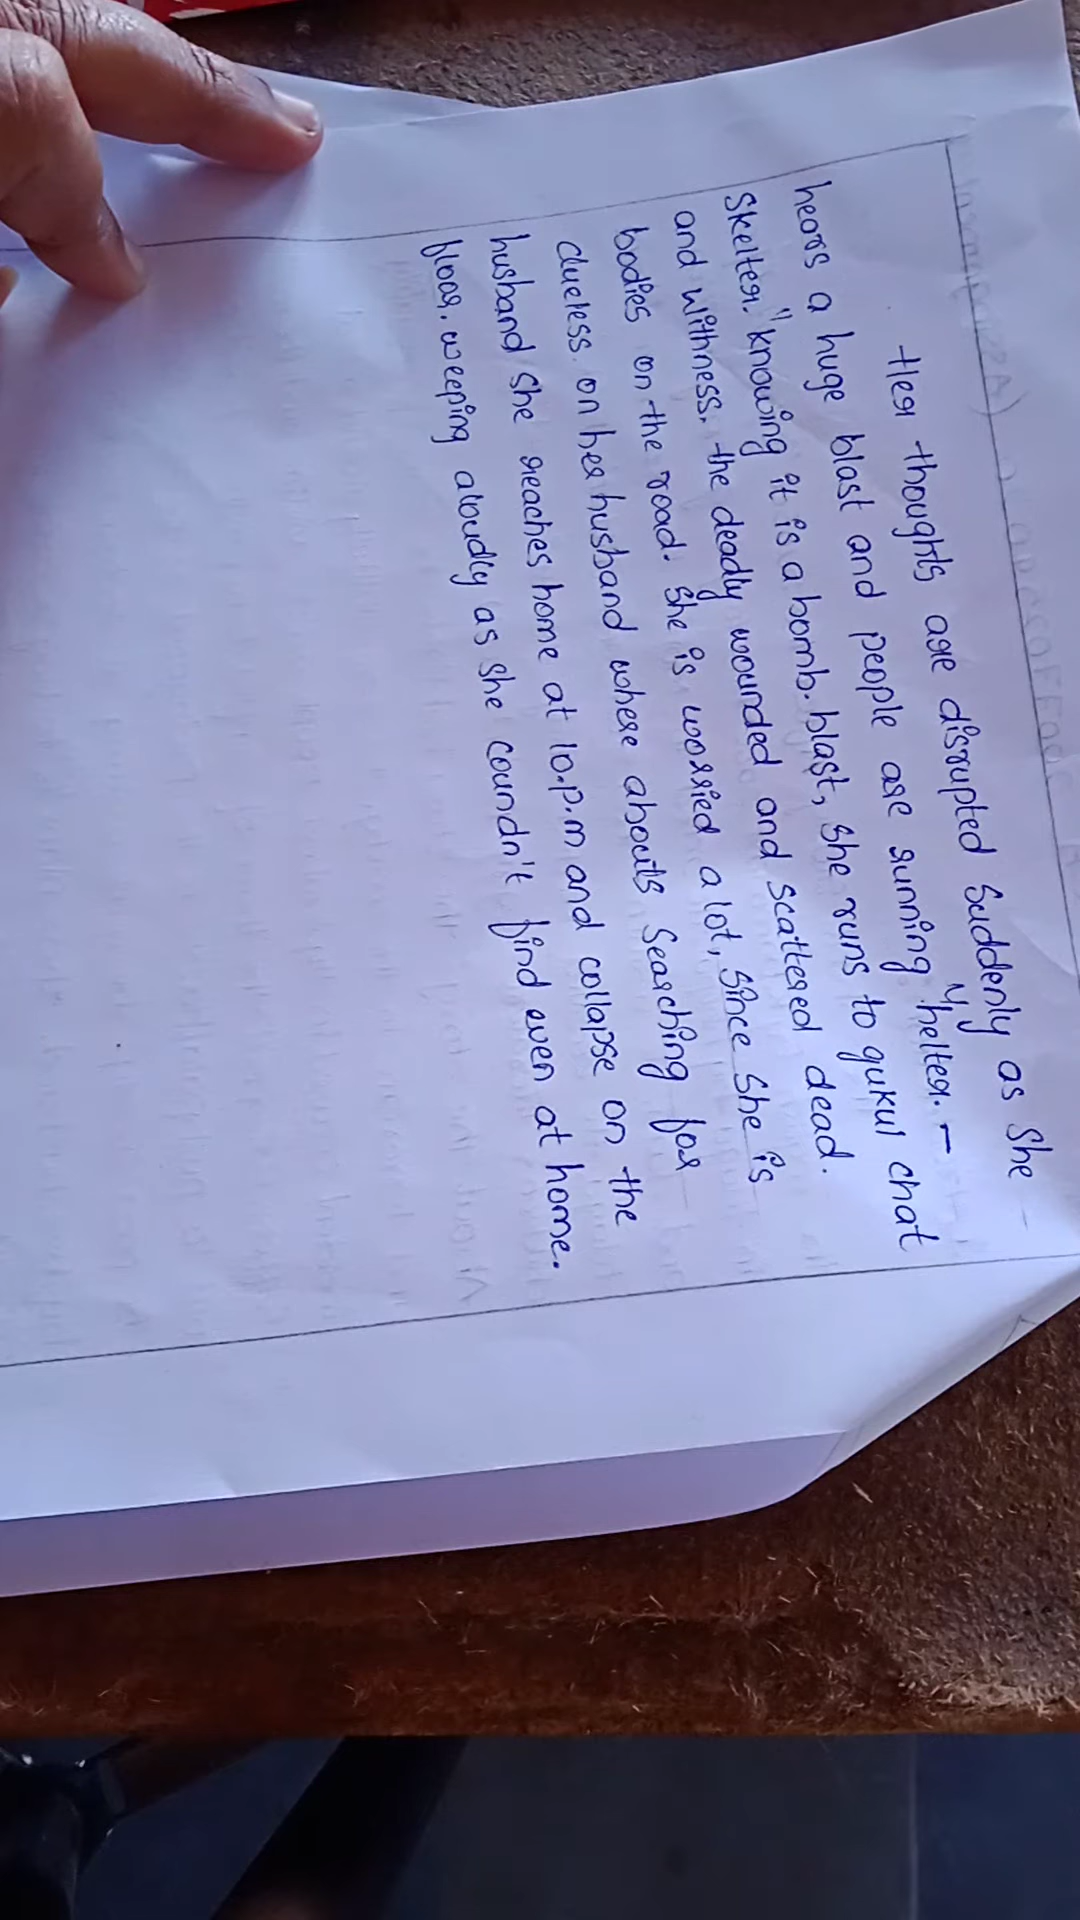 Her thoughts are disrupted suddenly as she
hears a huge blast and people are running "helter. -
Skelter." knowing it is a bomb. blast, she runs to gukul chat
and withness. the deadly wounded and scattered dead.
bodies on the road. She is worried a lot, since she is
clueless on her husband where abouts searching for
husband she reaches home at 10.p.m and collapse on the
floor. weeping aloudly as she coundn't find even at home.